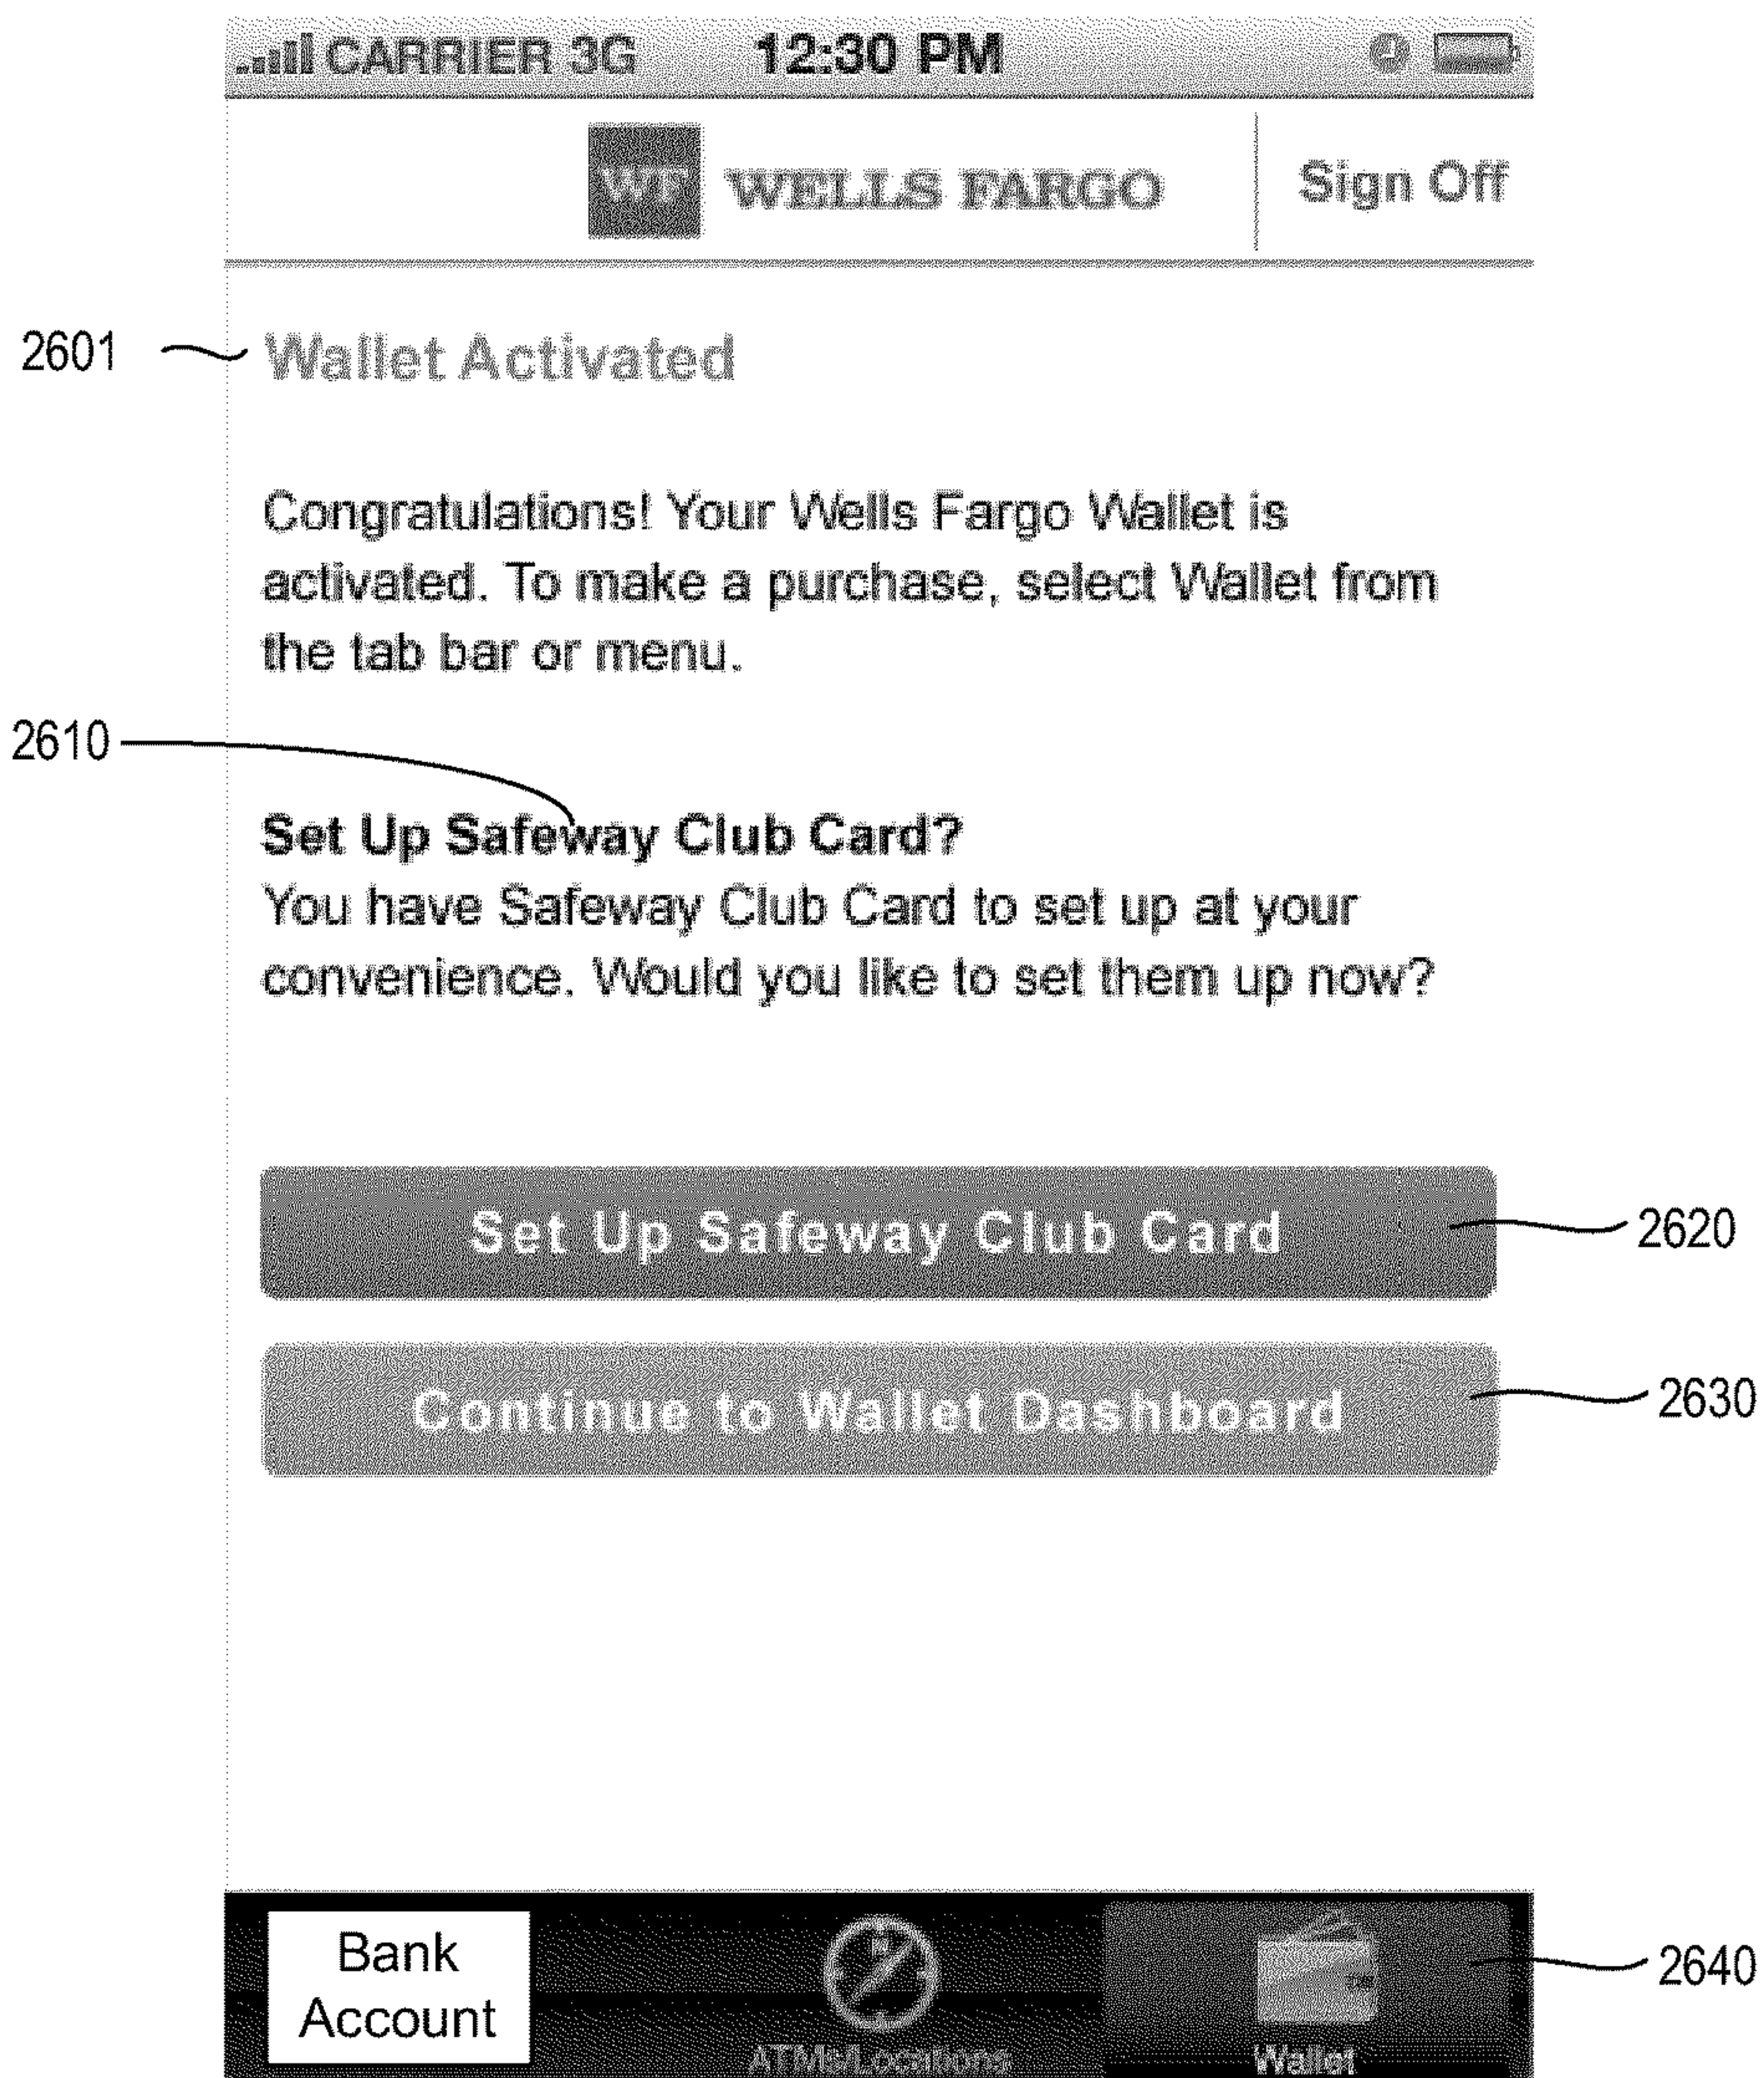 CARRIER 3G 12:30 PM
WF WELLS FARGO Sign Off
2601 Wallet Activated
Congratulations! Your Wells Fargo Wallet is
activated. To make a purchase, select Wallet from
the tab bar or menu.
2610
Set Up Safeway Club Card?
You have Safeway Club Card to set up at your
convenience. Would you like to set them up now?
Set Up Safeway Club Card 2620
Continue to Wallet Dashboard 2630
Bank
Account
2640
ATMs/Locations Wallet